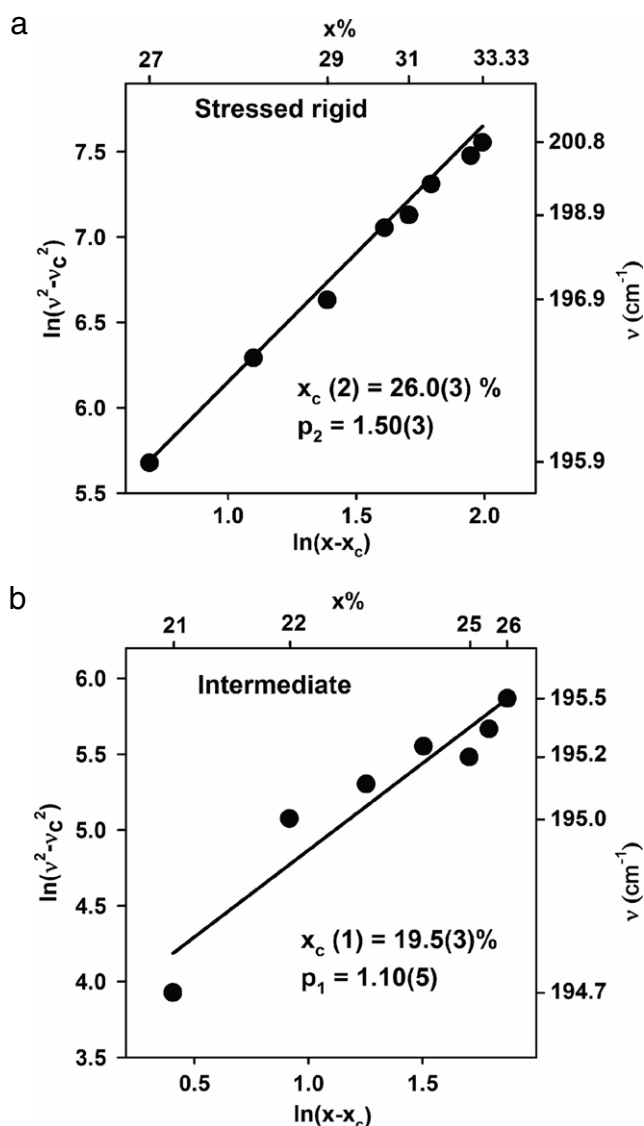 a
x%
27 29 31 33.33
Stressed rigid
7.5
7.0
6.5
6.0
5.5
ln(ν²-νc²)
200.8
198.9
196.9
195.9
ν (cm⁻¹)
xc (2) = 26.0(3) %
p₂ = 1.50(3)
1.0 1.5 2.0
ln(x-xc)
b
x%
21 22 25 26
Intermediate
6.0
5.5
5.0
4.5
4.0
3.5
ln(ν²-νc²)
195.5
195.2
195.0
194.7
ν (cm⁻¹)
xc (1) = 19.5(3)%
p₁ = 1.10(5)
0.5 1.0 1.5
ln(x-xc)